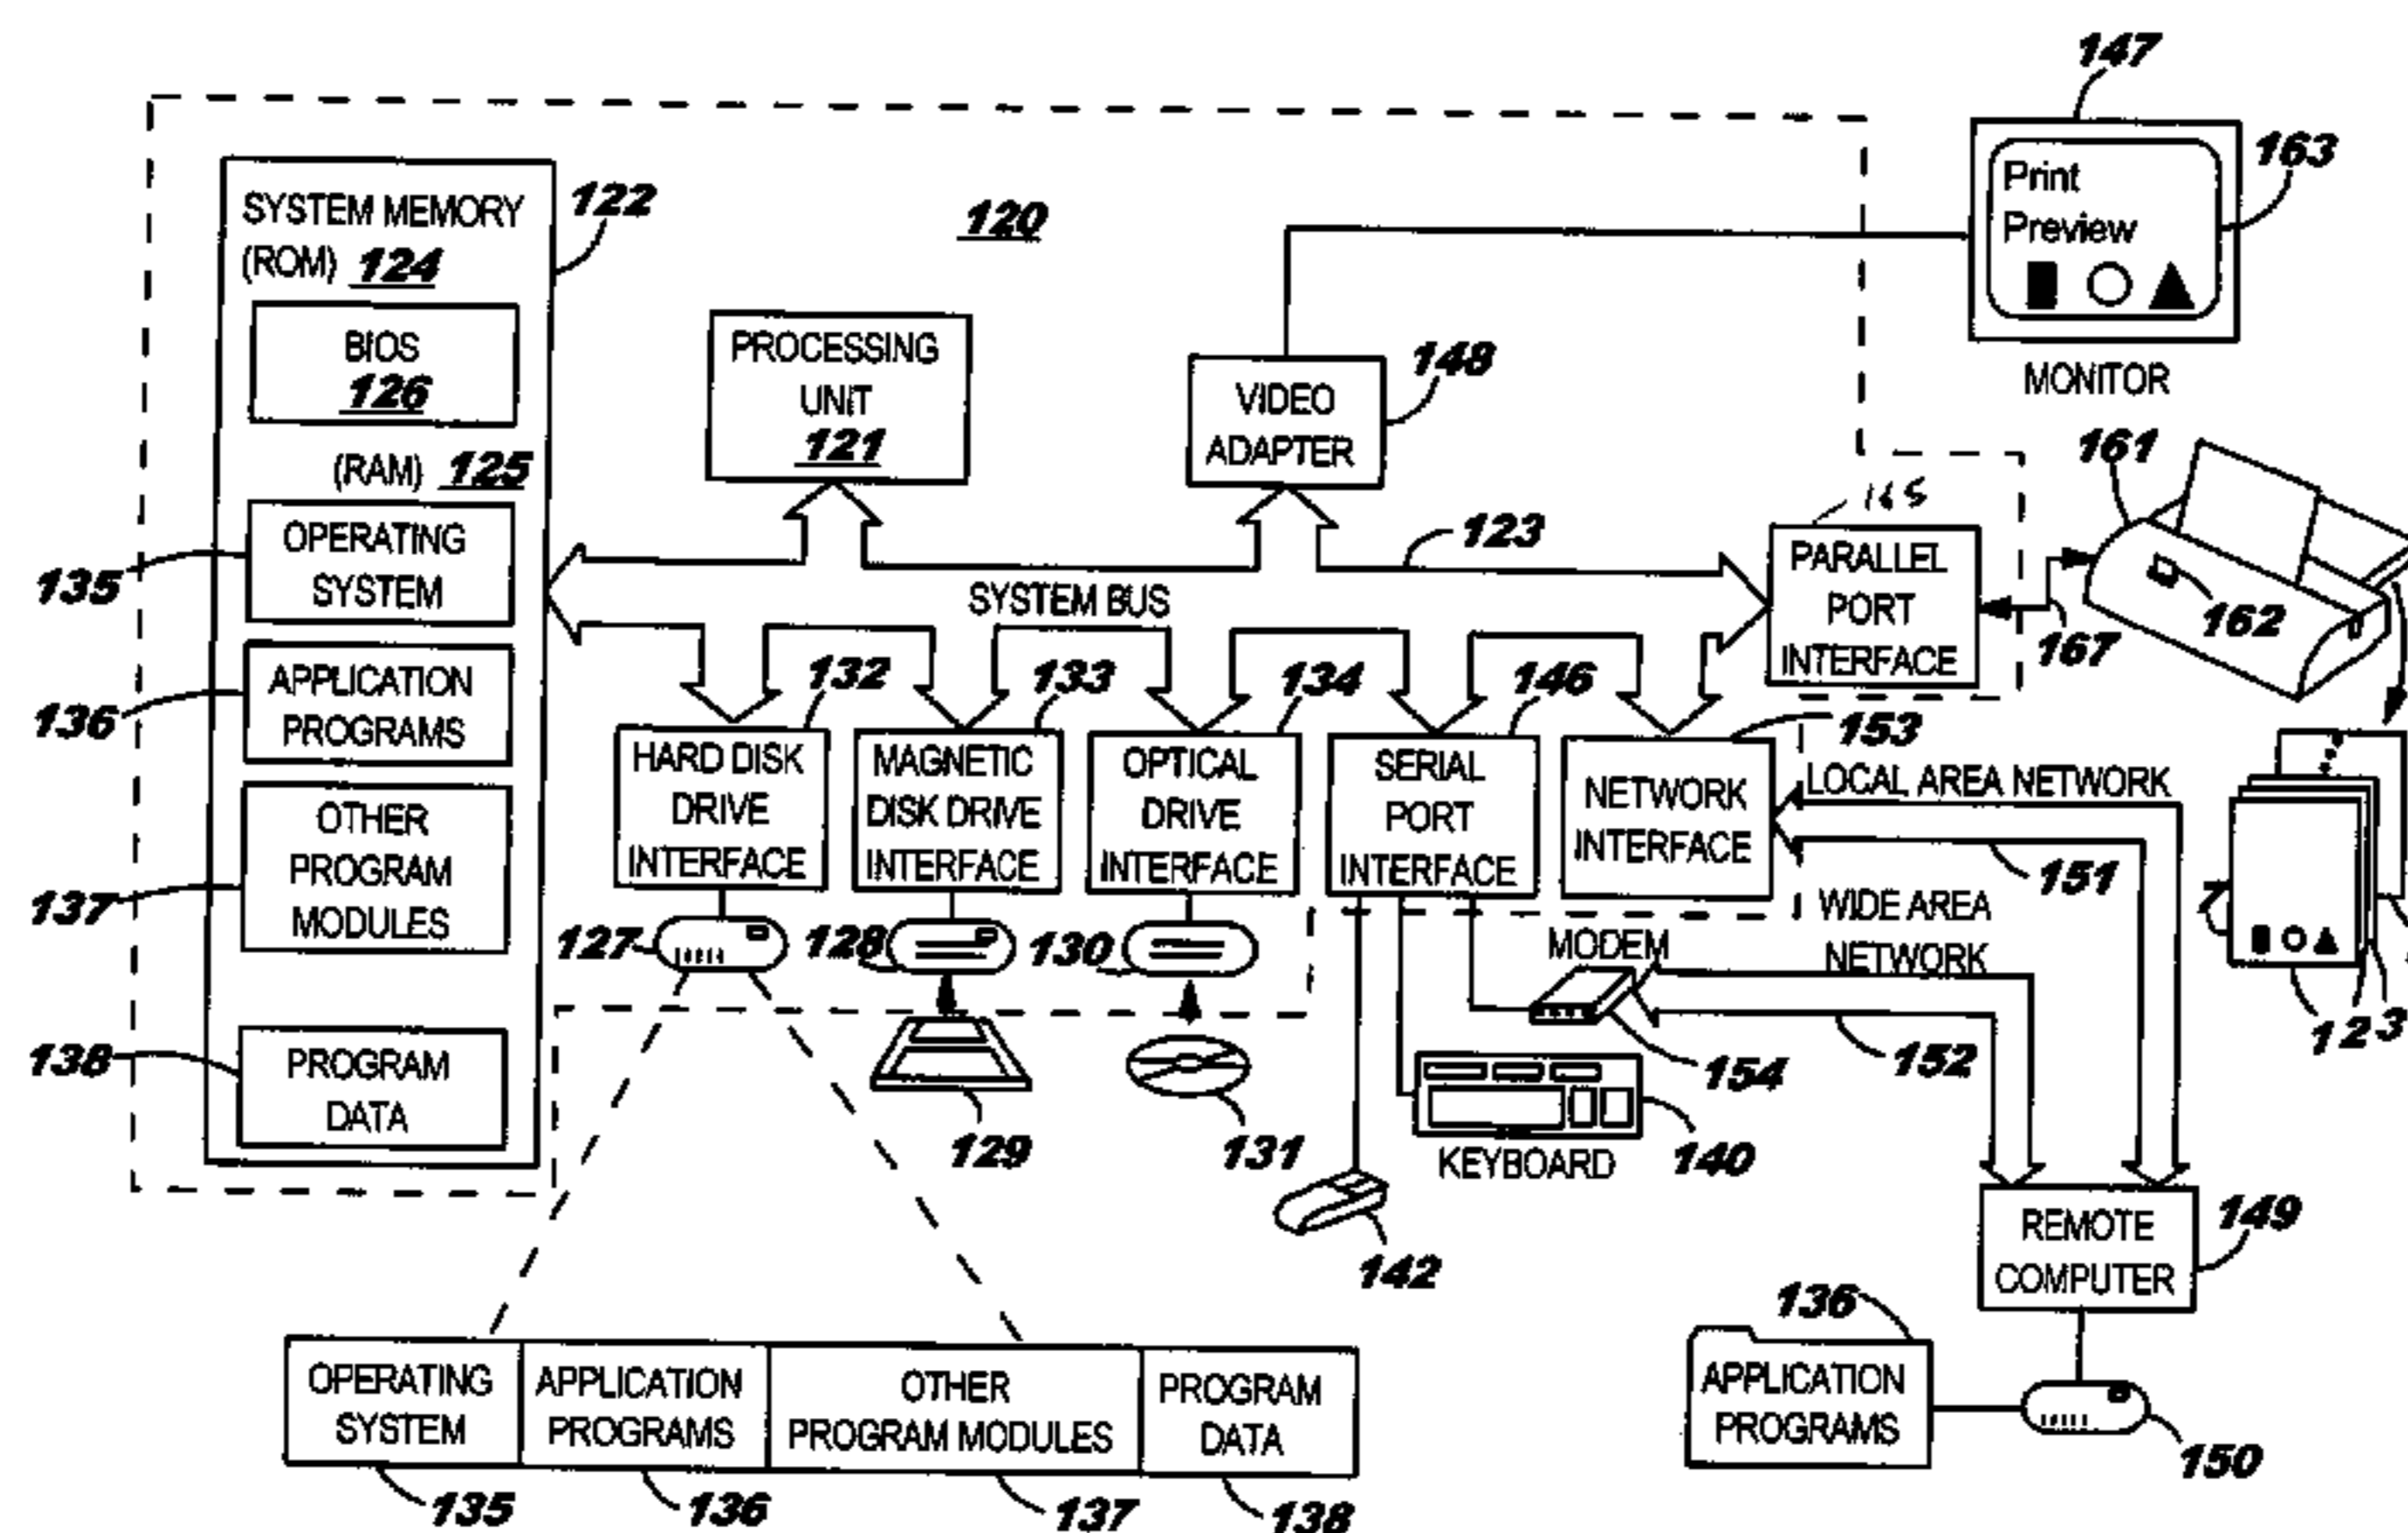 147
163
Print
Preview
MONITOR
120
SYSTEM MEMORY
122
(ROM) 124
BIOS
126
(RAM) 125
OPERATING
SYSTEM
135
APPLICATION
PROGRAMS
136
OTHER
PROGRAM
MODULES
137
PROGRAM
DATA
138
PROCESSING
UNIT
121
VIDEO
ADAPTER
148
123
SYSTEM BUS
165
PARALLEL
PORT
INTERFACE
161
162
167
132
HARD DISK
DRIVE
INTERFACE
133
MAGNETIC
DISK DRIVE
INTERFACE
134
OPTICAL
DRIVE
INTERFACE
146
SERIAL
PORT
INTERFACE
153
NETWORK
INTERFACE
LOCAL AREA NETWORK
151
WIDE AREA
NETWORK
7
1 2 3
127
128
130
MODEM
154
152
129
131
KEYBOARD
140
142
REMOTE
COMPUTER
149
136
APPLICATION
PROGRAMS
150
OPERATING
SYSTEM
APPLICATION
PROGRAMS
OTHER
PROGRAM MODULES
PROGRAM
DATA
135
136
137
138